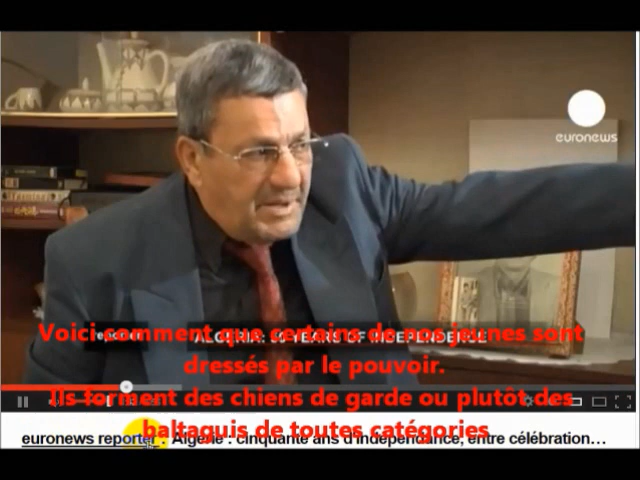 euronews
Voici comment que certains de nos jeunes sont
ALGERIA: 50 YEARS OF INDEPENDENCE
dressés par le pouvoir.
Ils forment des chiens de garde ou plutôt des
baltaguis de toutes catégories
euronews reporter : Algérie : cinquante ans d'indépendance, entre célébration…